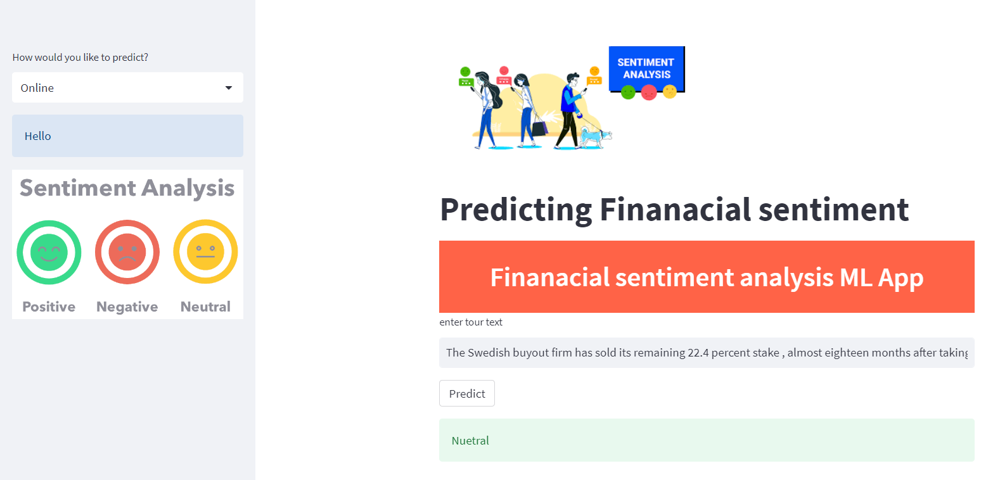 How would you like to predict?
Online
Hello
Sentiment Analysis
Positive Negative Neutral
SENTIMENT
ANALYSIS
Predicting Finanacial sentiment
Finanacial sentiment analysis ML App
enter tour text
The Swedish buyout firm has sold its remaining 22.4 percent stake , almost eighteen months after taking
Predict
Nuetral